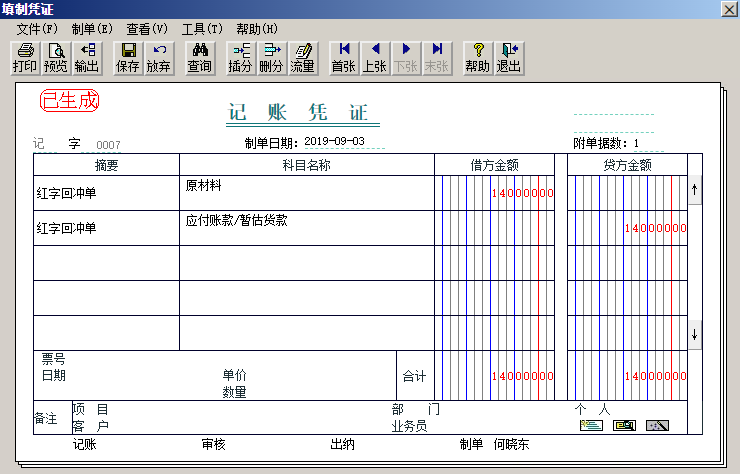 填制凭证
文件(F) 制单(E) 查看(V) 工具(T) 帮助(H)
打印 预览 输出 保存 放弃 查询 插分 删分 流量 首张 上张 下张 末张 帮助 退出
已生成
记 账 凭 证
记 字 0007 制单日期: 2019-09-03 附单据数: 1
摘要 科目名称 借方金额 贷方金额
红字回冲单 原材料 14000000
红字回冲单 应付账款/暂估货款 14000000
票号
日期 单价 合计 14000000 14000000
数量
备注 项 目 部 门 个 人
客 户 业务员
记账 审核 出纳 制单 何晓东